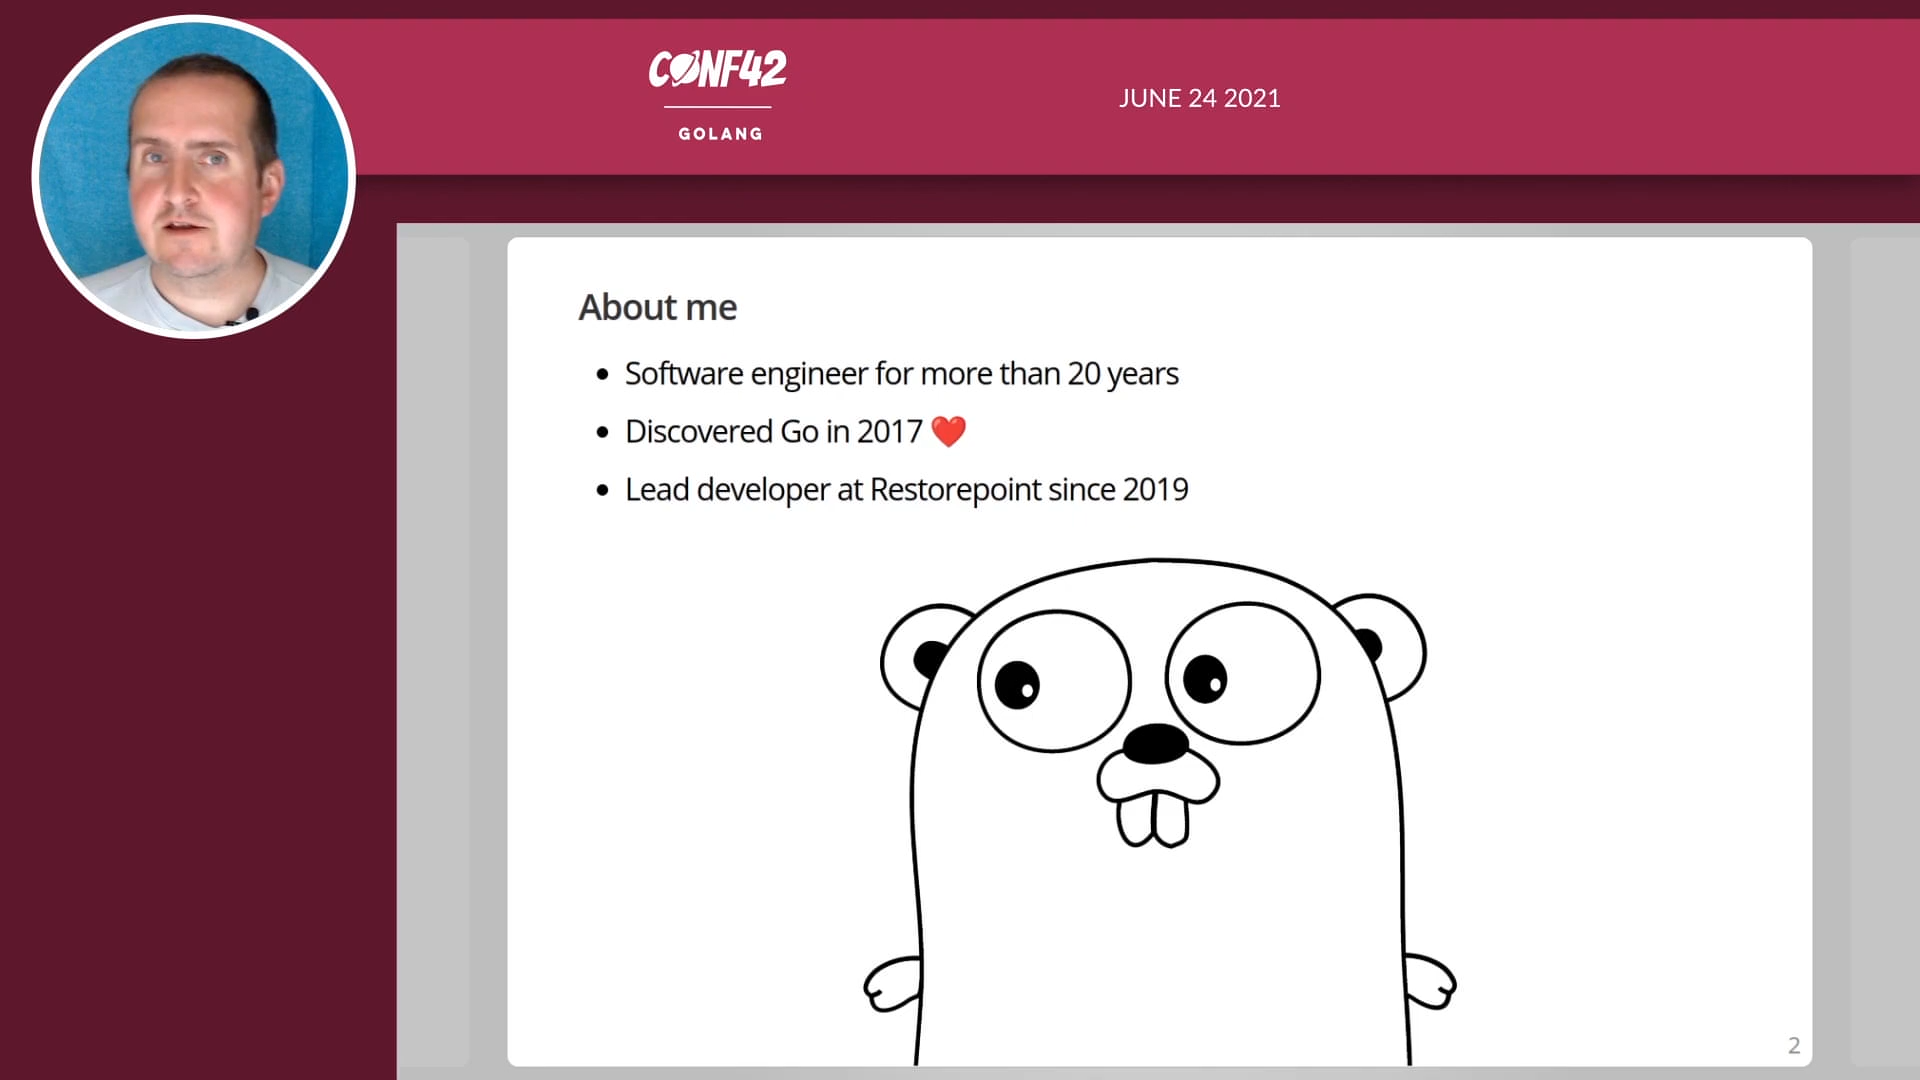 CONF42
GOLANG
JUNE 24 2021
About me
• Software engineer for more than 20 years
• Discovered Go in 2017 ❤️
• Lead developer at Restorepoint since 2019
2